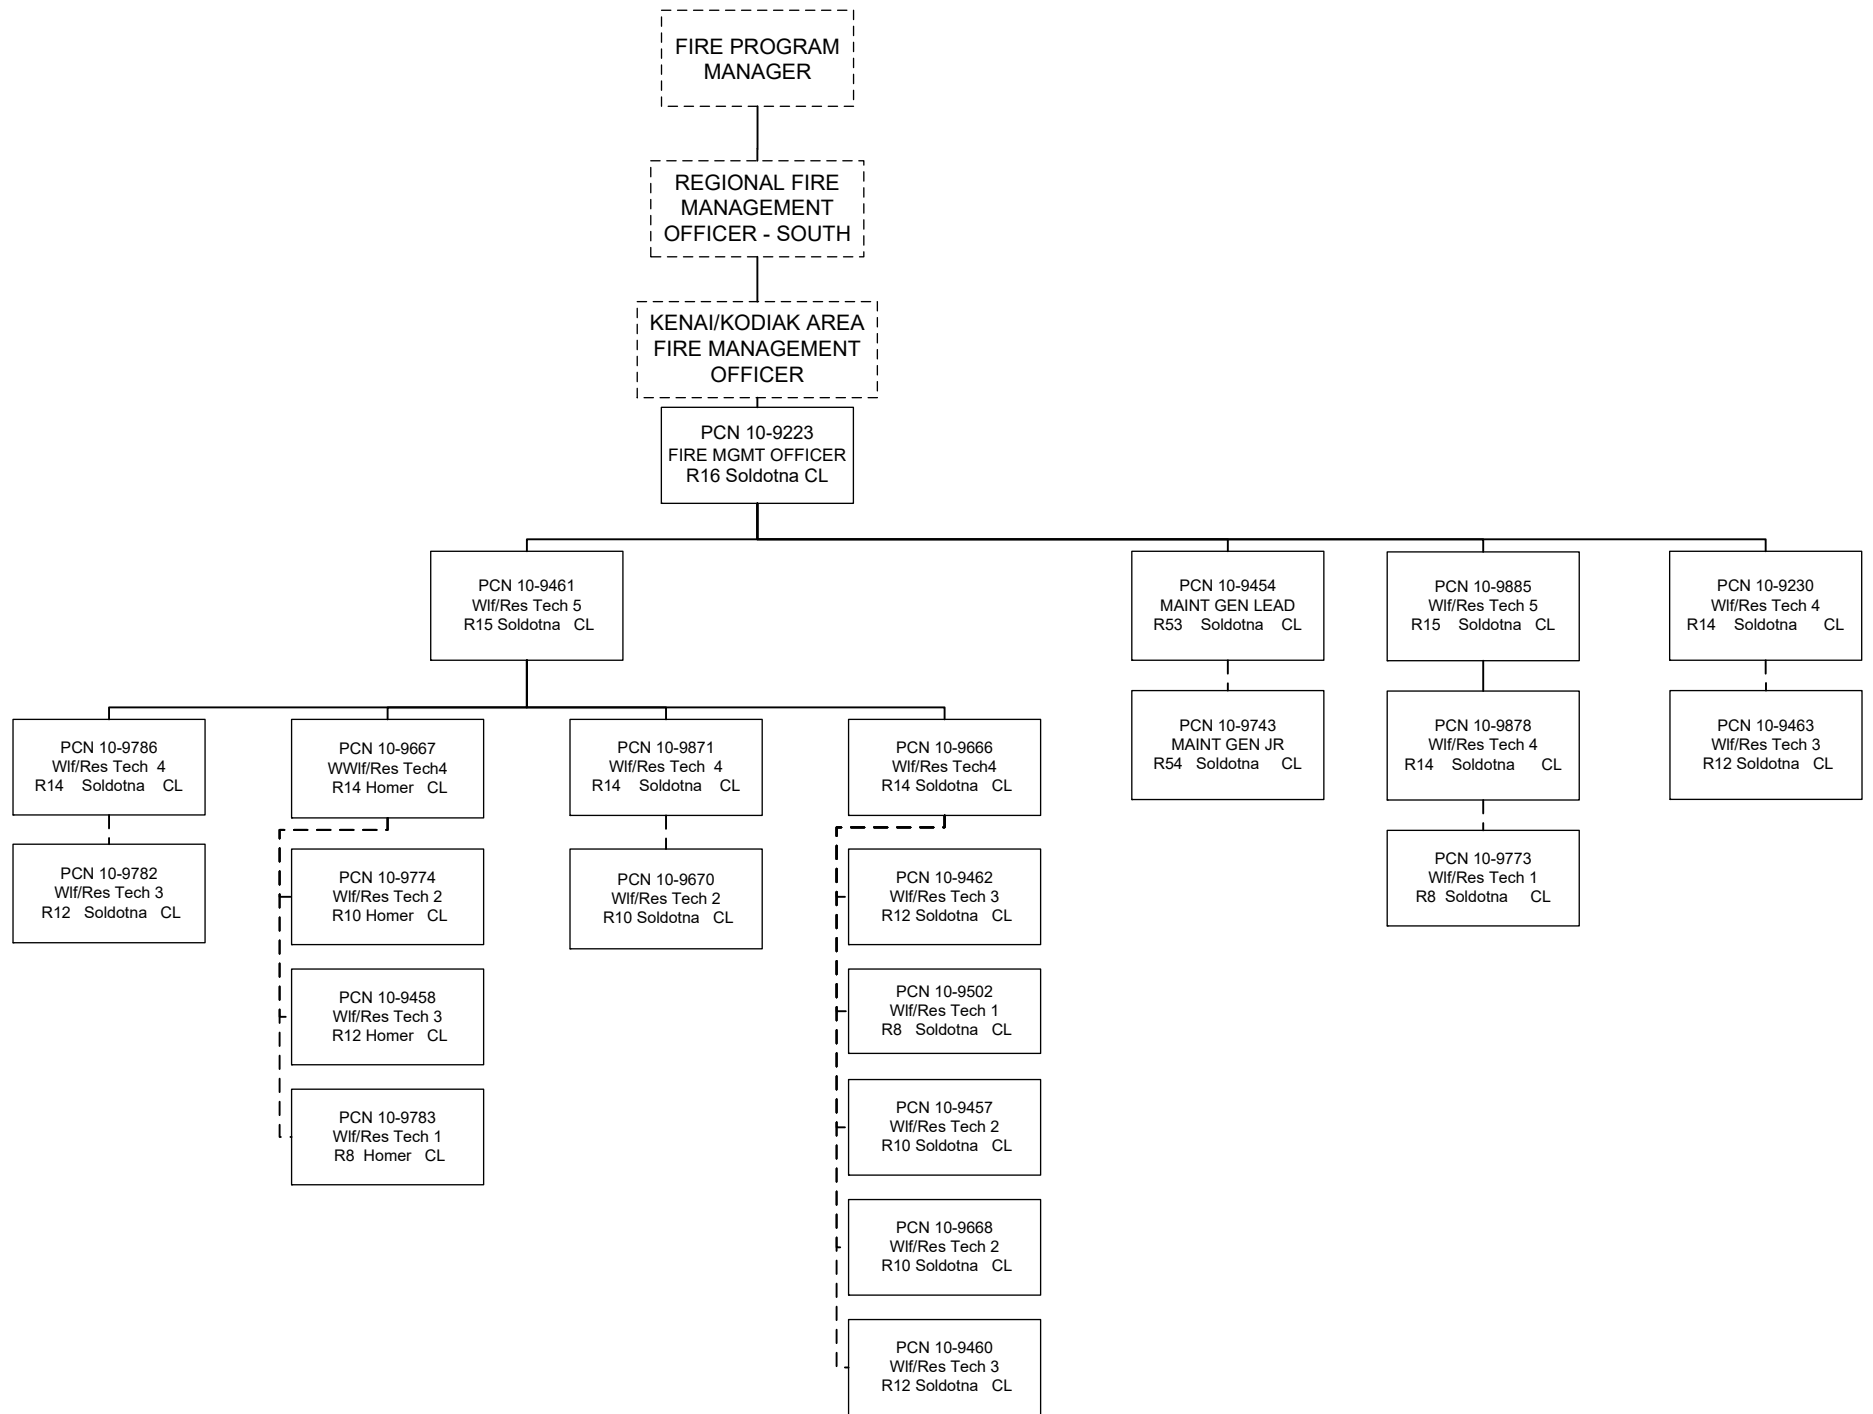 FIRE PROGRAM
MANAGER
REGIONAL FIRE
MANAGEMENT
OFFICER - SOUTH
KENAI/KODIAK AREA
FIRE MANAGEMENT
OFFICER
PCN 10-9223
FIRE MGMT OFFICER
R16 Soldotna CL
PCN 10-9461
Wlf/Res Tech 5
R15 Soldotna CL
PCN 10-9454
MAINT GEN LEAD
R53 Soldotna CL
PCN 10-9885
Wlf/Res Tech 5
R15 Soldotna CL
PCN 10-9230
Wlf/Res Tech 4
R14 Soldotna CL
PCN 10-9743
MAINT GEN JR
R54 Soldotna CL
PCN 10-9878
Wlf/Res Tech 4
R14 Soldotna CL
PCN 10-9463
Wlf/Res Tech 3
R12 Soldotna CL
PCN 10-9786
Wlf/Res Tech 4
R14 Soldotna CL
PCN 10-9667
WWlf/Res Tech4
R14 Homer CL
PCN 10-9871
Wlf/Res Tech 4
R14 Soldotna CL
PCN 10-9666
Wlf/Res Tech4
R14 Soldotna CL
PCN 10-9773
Wlf/Res Tech 1
R8 Soldotna CL
PCN 10-9782
Wlf/Res Tech 3
R12 Soldotna CL
PCN 10-9774
Wlf/Res Tech 2
R10 Homer CL
PCN 10-9670
Wlf/Res Tech 2
R10 Soldotna CL
PCN 10-9462
Wlf/Res Tech 3
R12 Soldotna CL
PCN 10-9458
Wlf/Res Tech 3
R12 Homer CL
PCN 10-9502
Wlf/Res Tech 1
R8 Soldotna CL
PCN 10-9783
Wlf/Res Tech 1
R8 Homer CL
PCN 10-9457
Wlf/Res Tech 2
R10 Soldotna CL
PCN 10-9668
Wlf/Res Tech 2
R10 Soldotna CL
PCN 10-9460
Wlf/Res Tech 3
R12 Soldotna CL